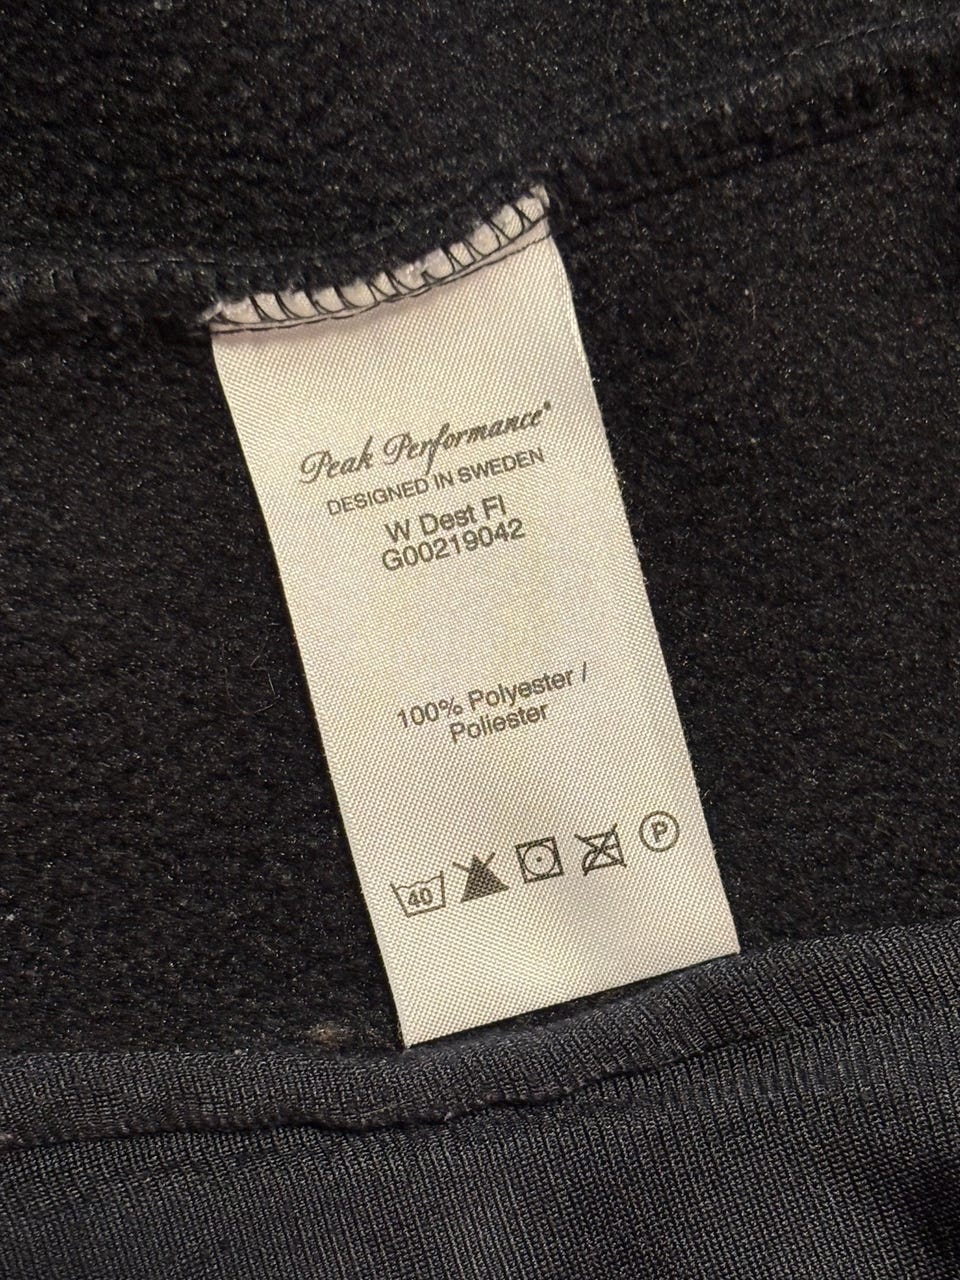 Peak Performance®
DESIGNED IN SWEDEN
W Dest Fl
G00219042
100% Polyester /
Poliester
40 P